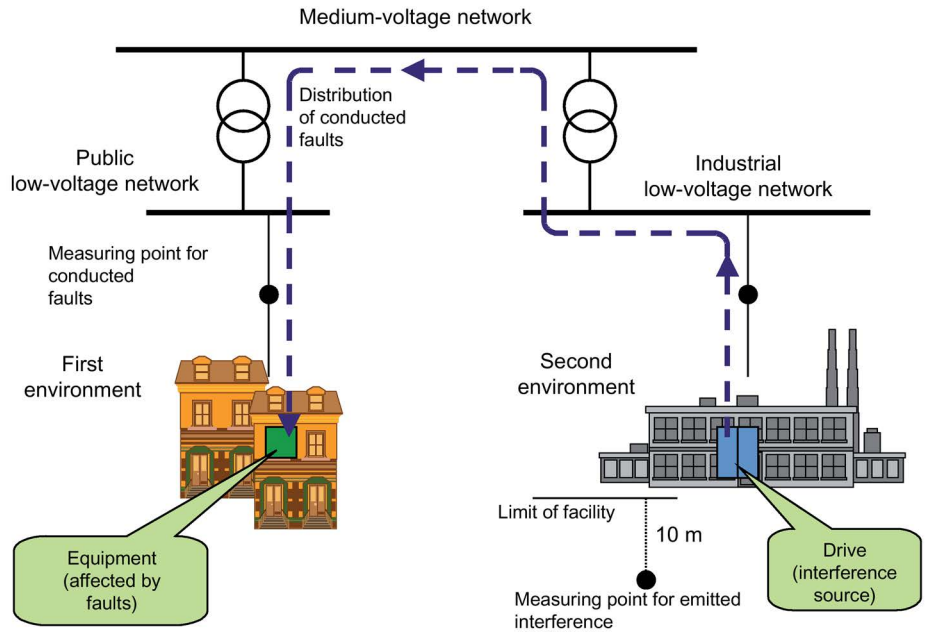 Medium-voltage network
Distribution
of conducted
faults
Public
low-voltage network
Industrial
low-voltage network
Measuring point for
conducted
faults
First
environment
Second
environment
Limit of facility
10 m
Equipment
(affected by
faults)
Drive
(interference
source)
Measuring point for emitted
interference